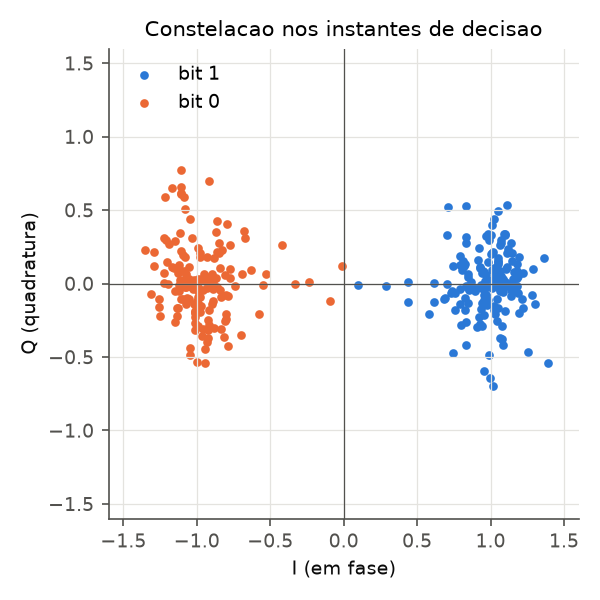 Constelacao nos instantes de decisao
bit 1
bit 0
Q (quadratura)
1.5
1.0
0.5
0.0
−0.5
−1.0
−1.5
−1.5 −1.0 −0.5 0.0 0.5 1.0 1.5
I (em fase)